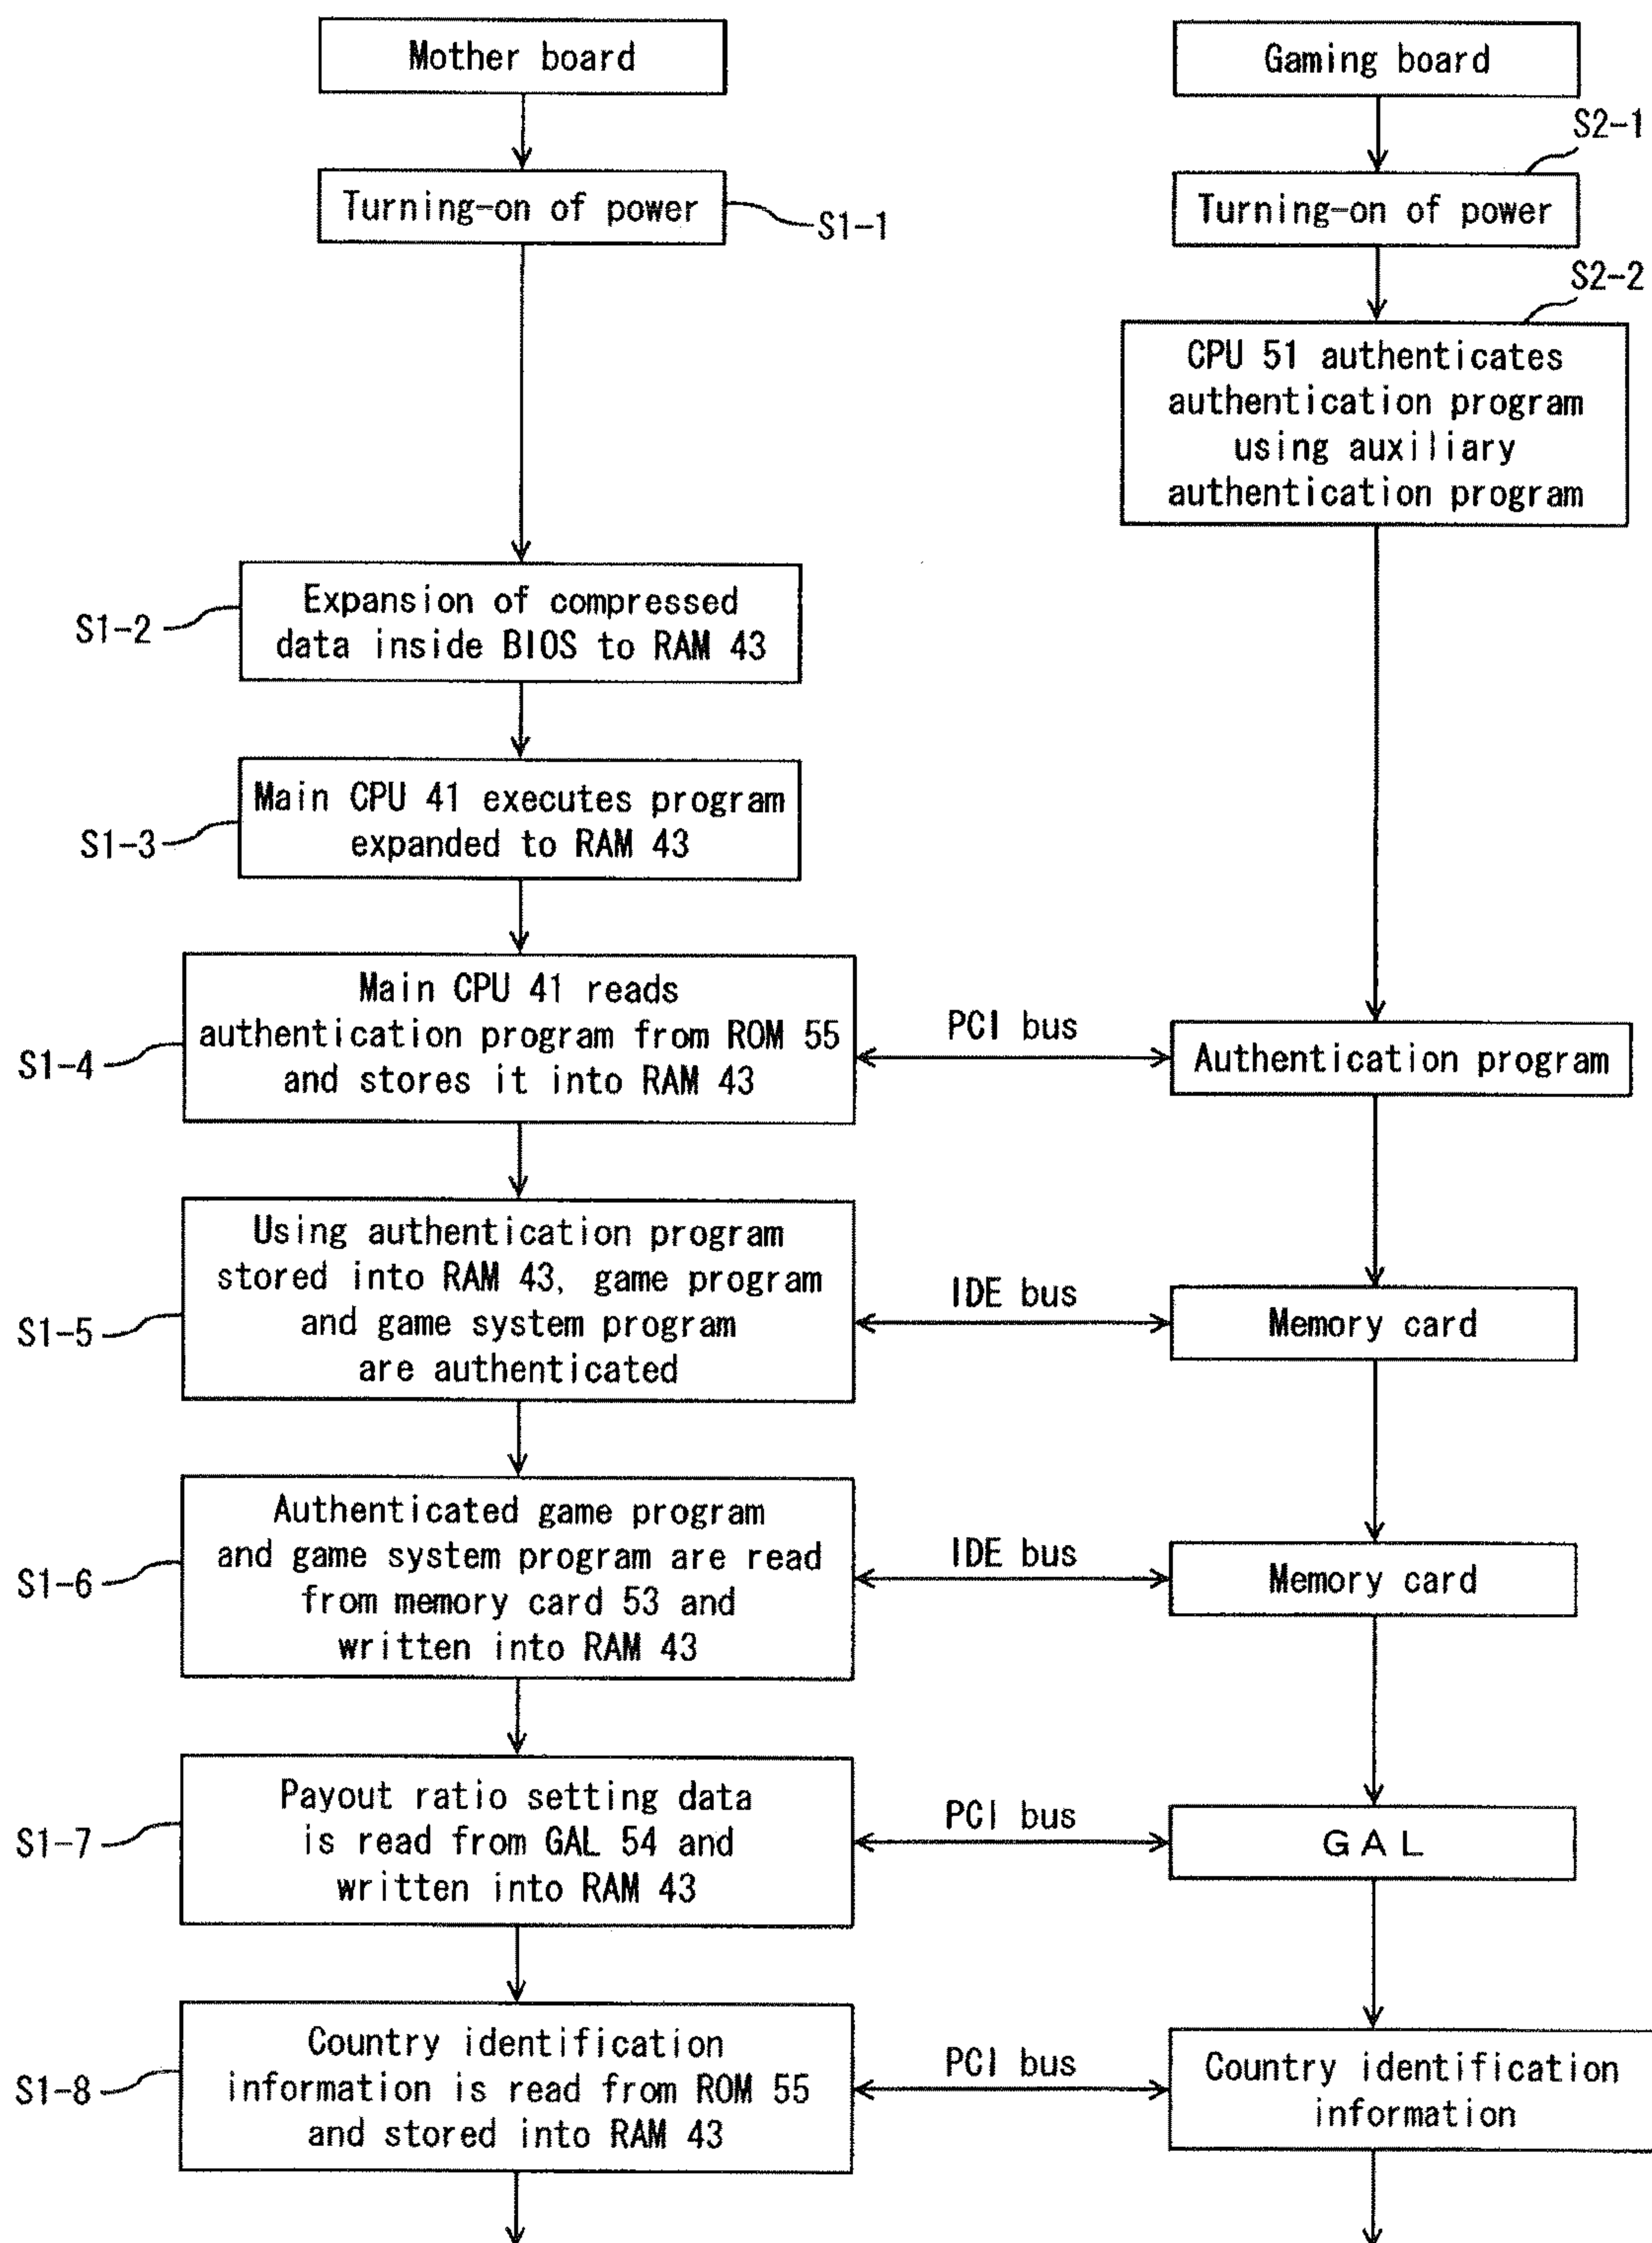 Mother board
Gaming board
S2-1
Turning-on of power
S1-1
Turning-on of power
S2-2
CPU 51 authenticates
authentication program
using auxiliary
authentication program
S1-2
Expansion of compressed
data inside BIOS to RAM 43
S1-3
Main CPU 41 executes program
expanded to RAM 43
S1-4
Main CPU 41 reads
authentication program from ROM 55
and stores it into RAM 43
PCI bus
Authentication program
S1-5
Using authentication program
stored into RAM 43, game program
and game system program
are authenticated
IDE bus
Memory card
S1-6
Authenticated game program
and game system program are read
from memory card 53 and
written into RAM 43
IDE bus
Memory card
S1-7
Payout ratio setting data
is read from GAL 54 and
written into RAM 43
PCI bus
GAL
S1-8
Country identification
information is read from ROM 55
and stored into RAM 43
PCI bus
Country identification
information